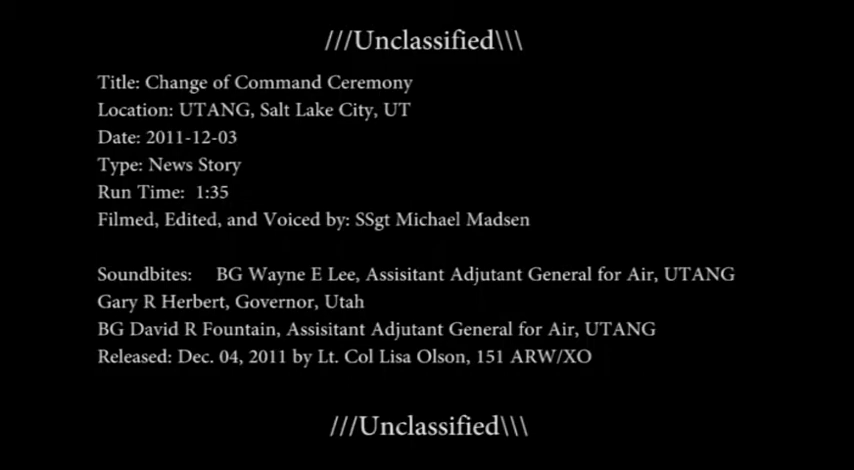 ///Unclassified\\\
Title: Change of Command Ceremony
Location: UTANG, Salt Lake City, UT
Date: 2011-12-03
Type: News Story
Run Time:  1:35
Filmed, Edited, and Voiced by: SSgt Michael Madsen
Soundbites:    BG Wayne E Lee, Assisitant Adjutant General for Air, UTANG
Gary R Herbert, Governor, Utah
BG David R Fountain, Assisitant Adjutant General for Air, UTANG
Released: Dec. 04, 2011 by Lt. Col Lisa Olson, 151 ARW/XO
///Unclassified\\\